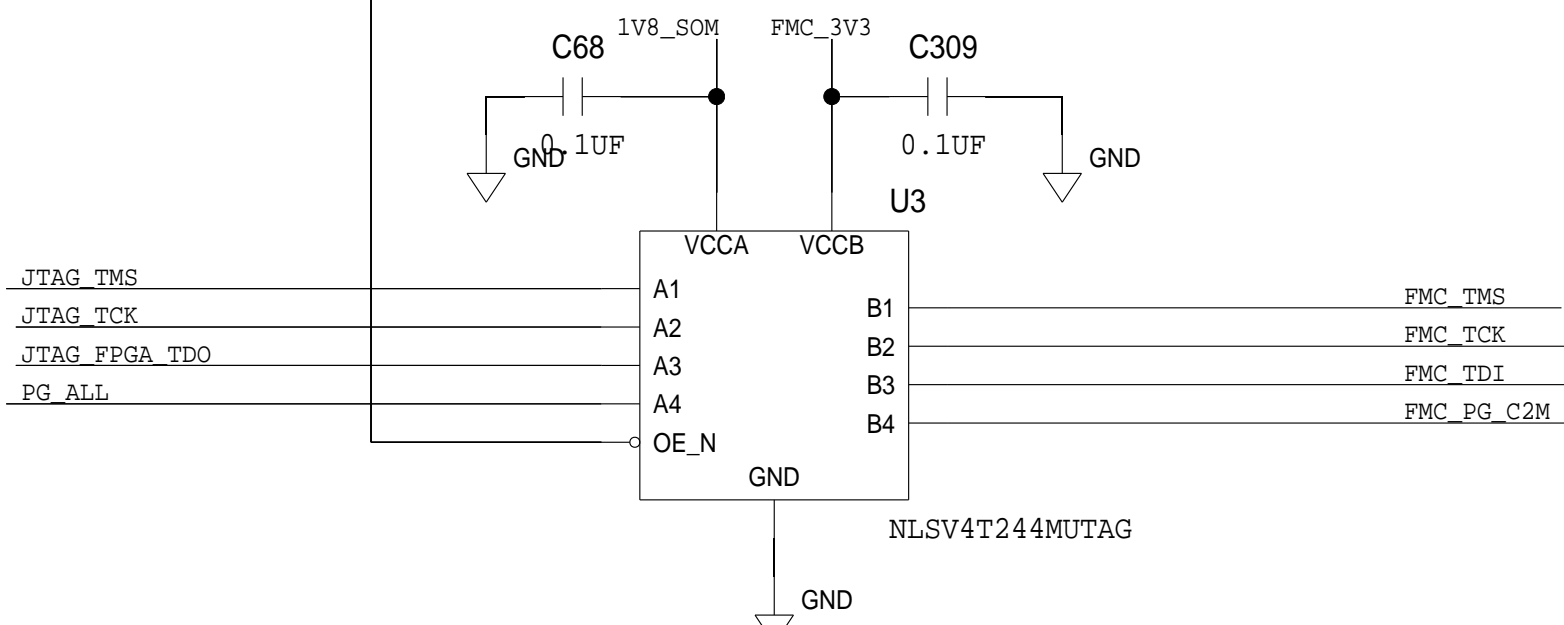 1V8_SOM FMC_3V3
C68 C309
0.1UF 0.1UF
GND GND
U3
VCCA VCCB
JTAG_TMS A1
B1 FMC_TMS
JTAG_TCK A2
B2 FMC_TCK
JTAG_FPGA_TDO A3
B3 FMC_TDI
PG_ALL A4
B4 FMC_PG_C2M
OE_N
GND
NLSV4T244MUTAG
GND